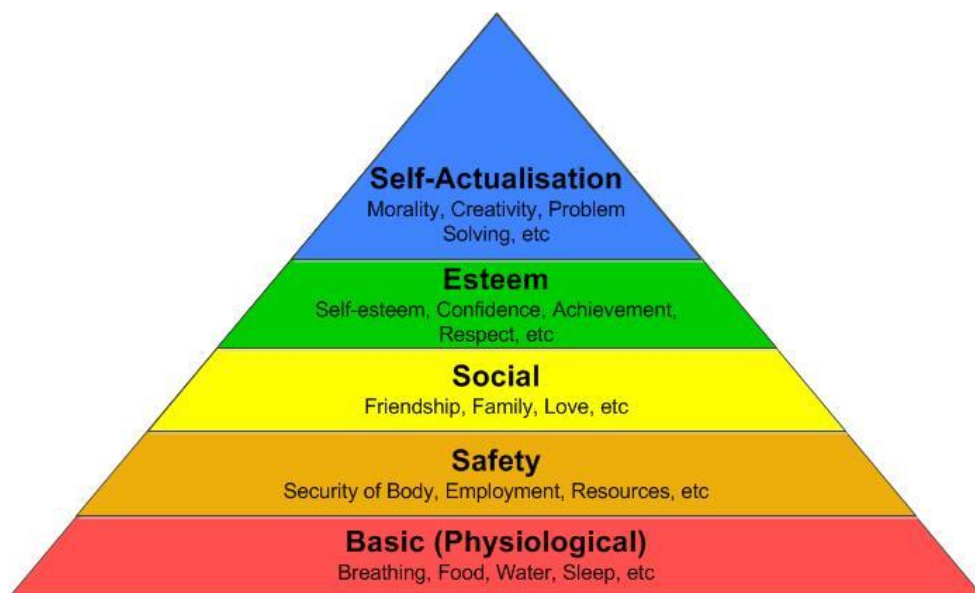 Self-Actualisation
Morality, Creativity, Problem
Solving, etc
Esteem
Self-esteem, Confidence, Achievement,
Respect, etc
Social
Friendship, Family, Love, etc
Safety
Security of Body, Employment, Resources, etc
Basic (Physiological)
Breathing, Food, Water, Sleep, etc